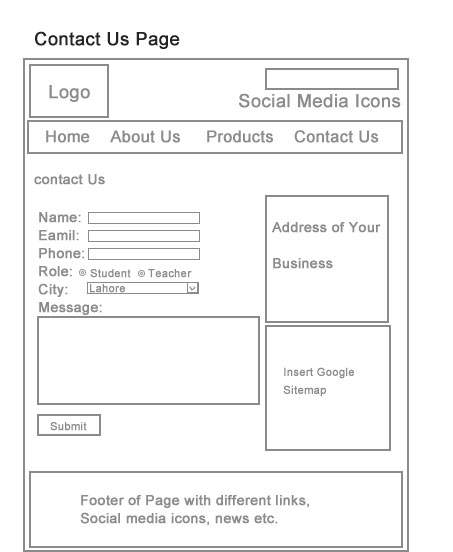 Contact Us Page
Logo
Social Media Icons
Home About Us Products Contact Us
contact Us
Name:
Eamil:
Phone:
Role: Student Teacher
City: Lahore
Message:
Submit
Address of Your
Business
Insert Google
Sitemap
Footer of Page with different links,
Social media icons, news etc.